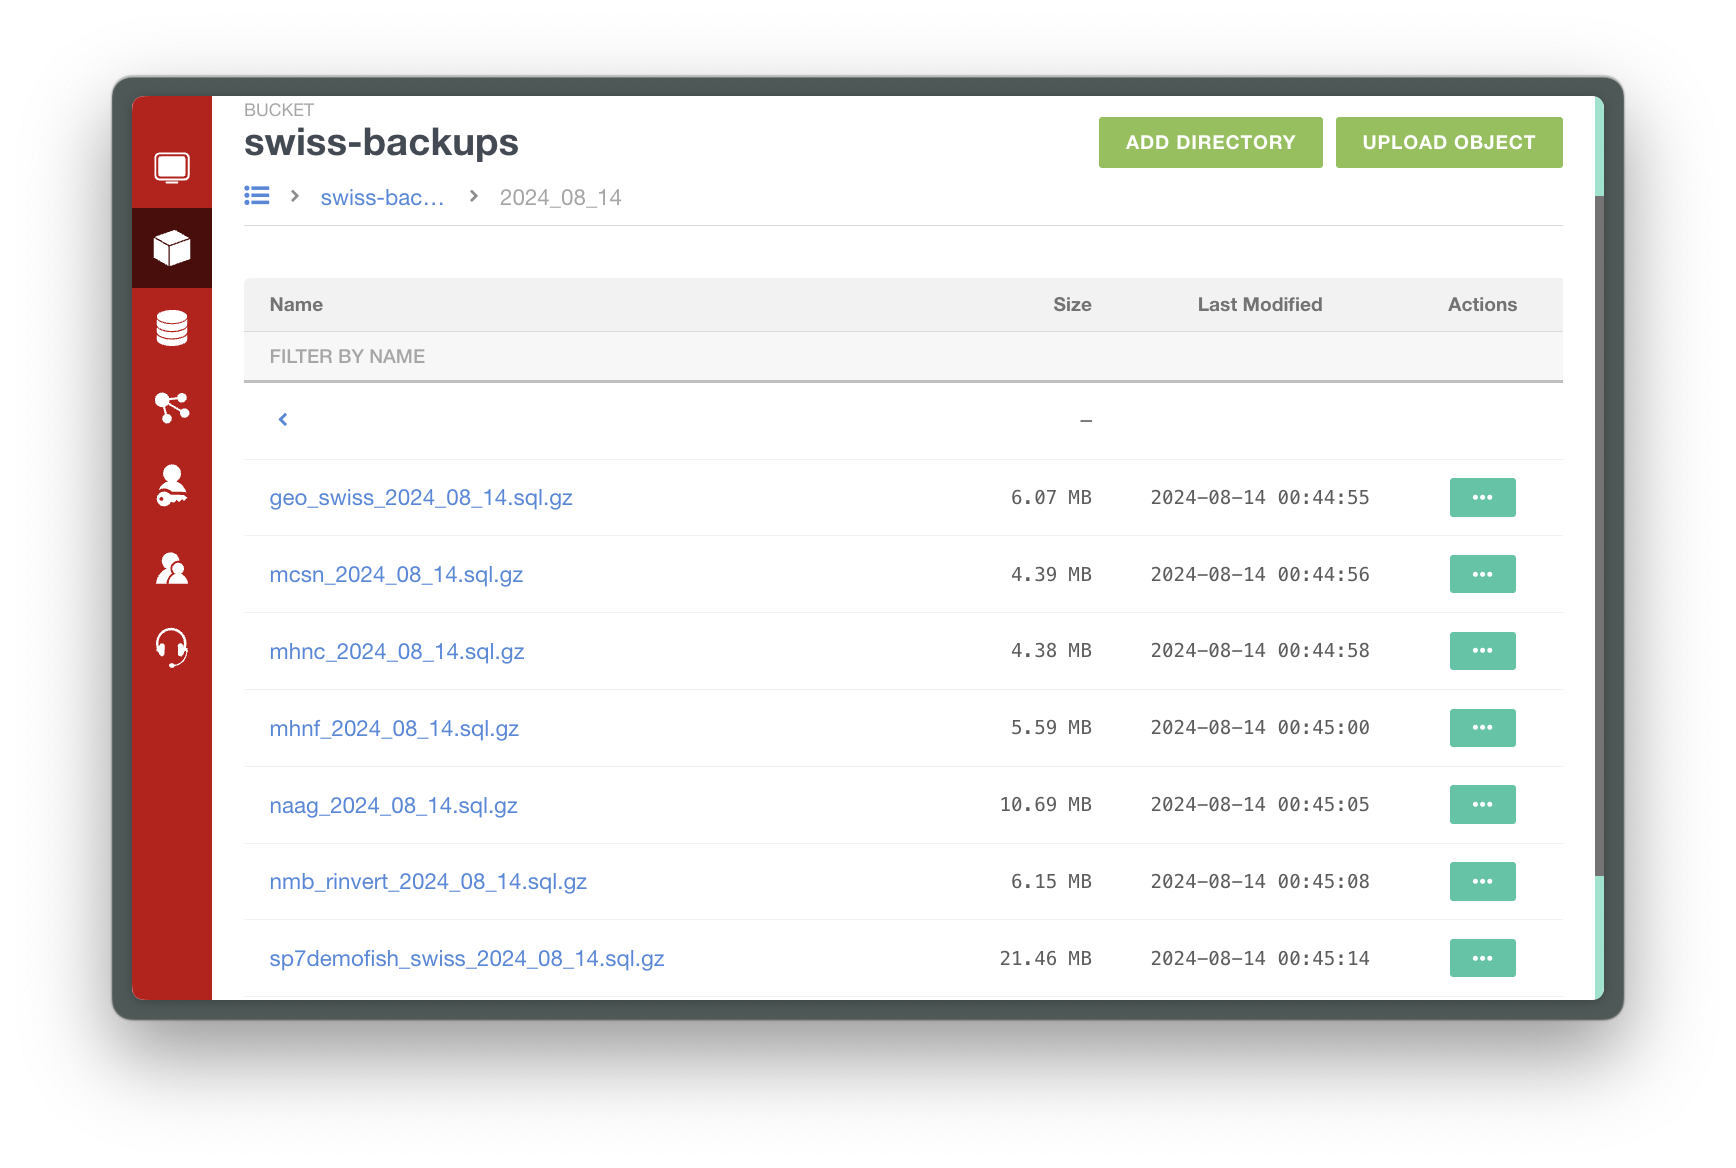 BUCKET
swiss-backups
ADD DIRECTORY
UPLOAD OBJECT
swiss-bac… > 2024_08_14
Name Size Last Modified Actions
FILTER BY NAME
–
geo_swiss_2024_08_14.sql.gz 6.07 MB 2024-08-14 00:44:55
mcsn_2024_08_14.sql.gz 4.39 MB 2024-08-14 00:44:56
mhnc_2024_08_14.sql.gz 4.38 MB 2024-08-14 00:44:58
mhnf_2024_08_14.sql.gz 5.59 MB 2024-08-14 00:45:00
naag_2024_08_14.sql.gz 10.69 MB 2024-08-14 00:45:05
nmb_rinvert_2024_08_14.sql.gz 6.15 MB 2024-08-14 00:45:08
sp7demofish_swiss_2024_08_14.sql.gz 21.46 MB 2024-08-14 00:45:14